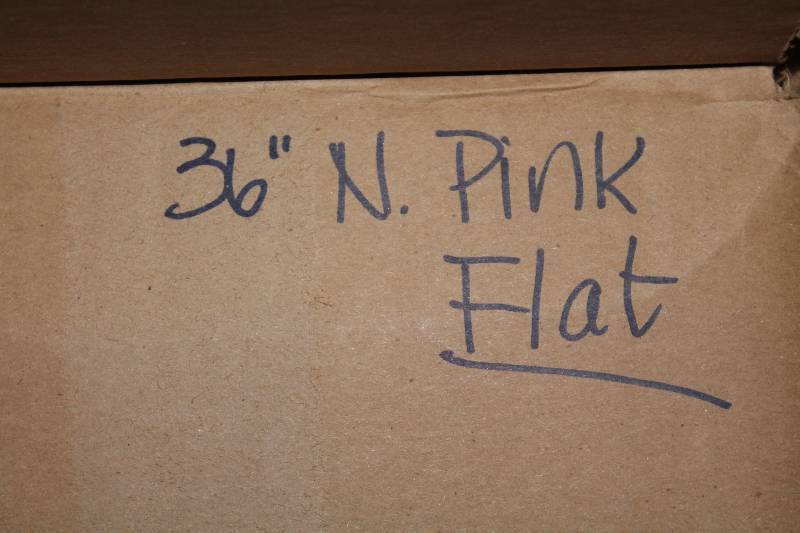 36" N. Pink
Flat